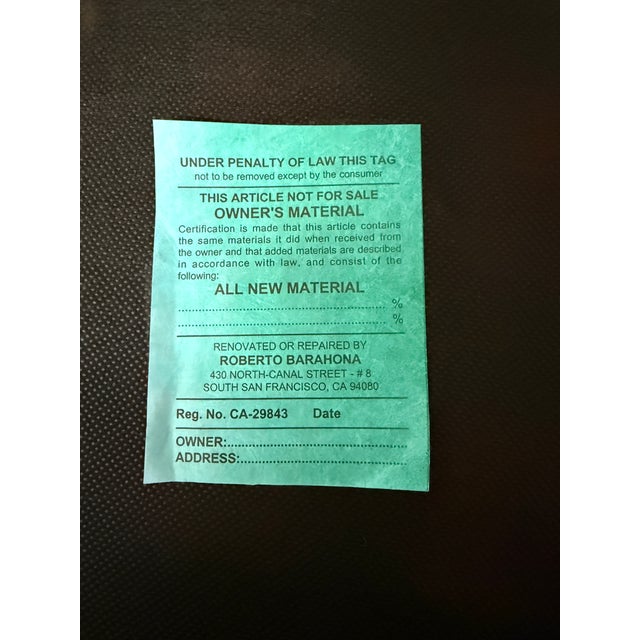 UNDER PENALTY OF LAW THIS TAG
not to be removed except by the consumer
THIS ARTICLE NOT FOR SALE
OWNER'S MATERIAL
Certification is made that this article contains
the same materials it did when received from
the owner and that added materials are described
in accordance with law, and consist of the
following:
ALL NEW MATERIAL
.................................................... %
.................................................... %
RENOVATED OR REPAIRED BY
ROBERTO BARAHONA
430 NORTH-CANAL STREET - # 8
SOUTH SAN FRANCISCO, CA 94080
Reg. No. CA-29843 Date
OWNER:............................................
ADDRESS:.........................................